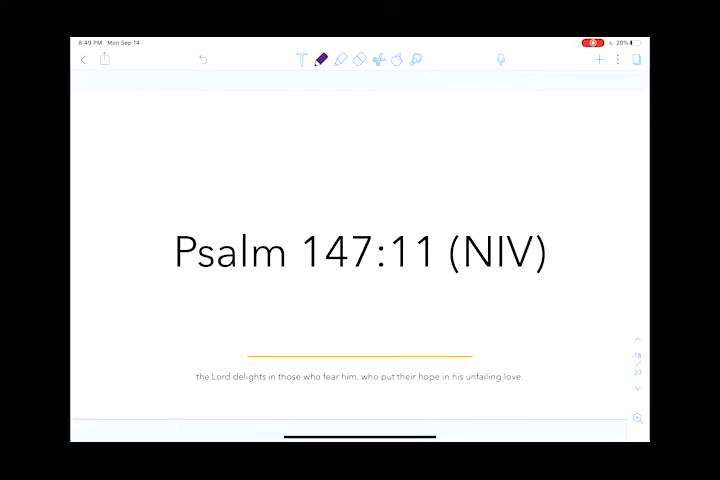 8:49 PM Mon Sep 14
20%
T
Psalm 147:11 (NIV)
the Lord delights in those who fear him, who put their hope in his unfailing love.
18
/
23